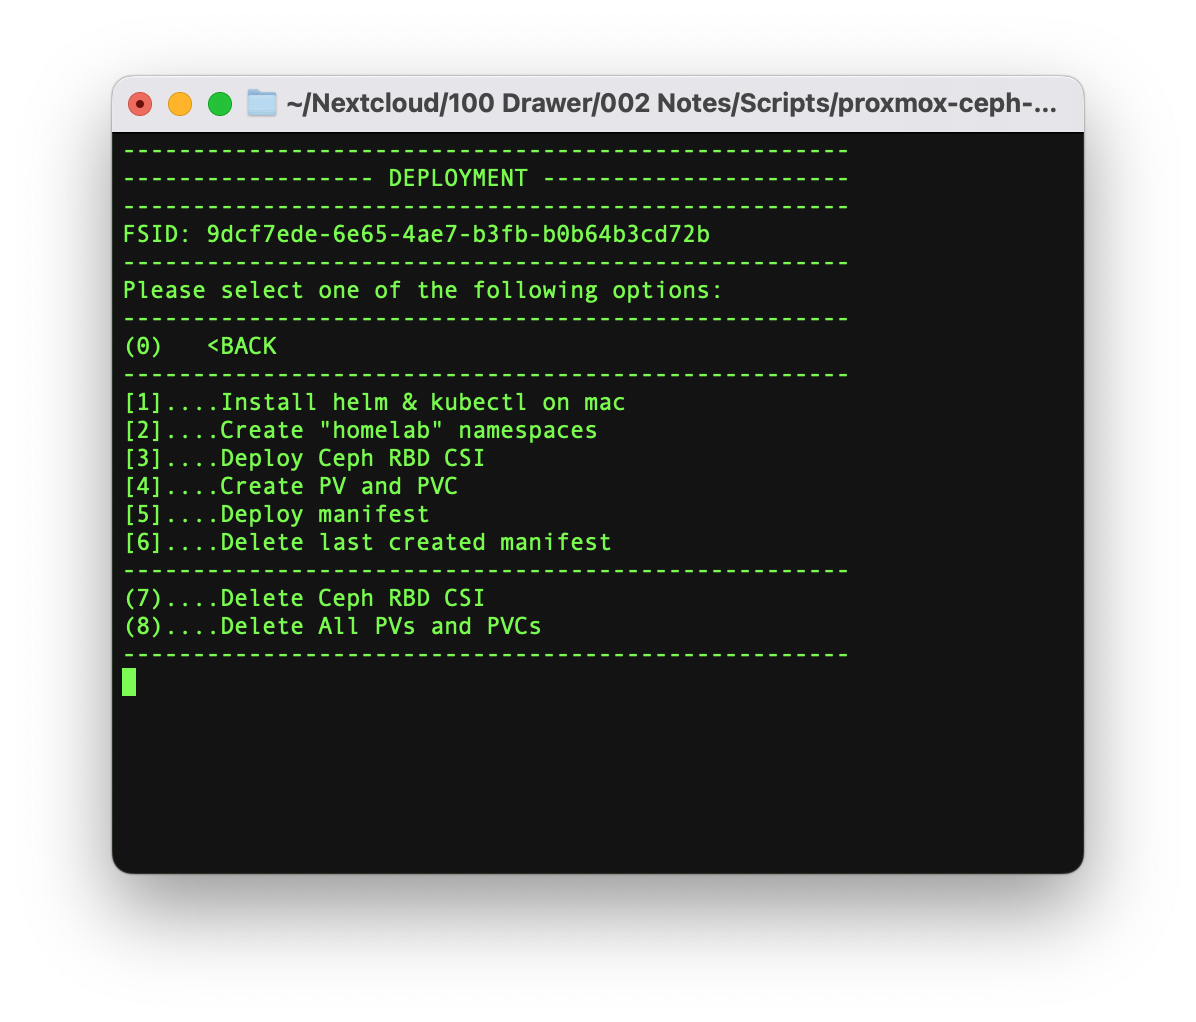 ~/Nextcloud/100 Drawer/002 Notes/Scripts/proxmox-ceph-...
----------------------------------------------------
------------------ DEPLOYMENT ----------------------
----------------------------------------------------
FSID: 9dcf7ede-6e65-4ae7-b3fb-b0b64b3cd72b
----------------------------------------------------
Please select one of the following options:
----------------------------------------------------
(0)   <BACK
----------------------------------------------------
[1]....Install helm & kubectl on mac
[2]....Create "homelab" namespaces
[3]....Deploy Ceph RBD CSI
[4]....Create PV and PVC
[5]....Deploy manifest
[6]....Delete last created manifest
----------------------------------------------------
(7)....Delete Ceph RBD CSI
(8)....Delete All PVs and PVCs
----------------------------------------------------